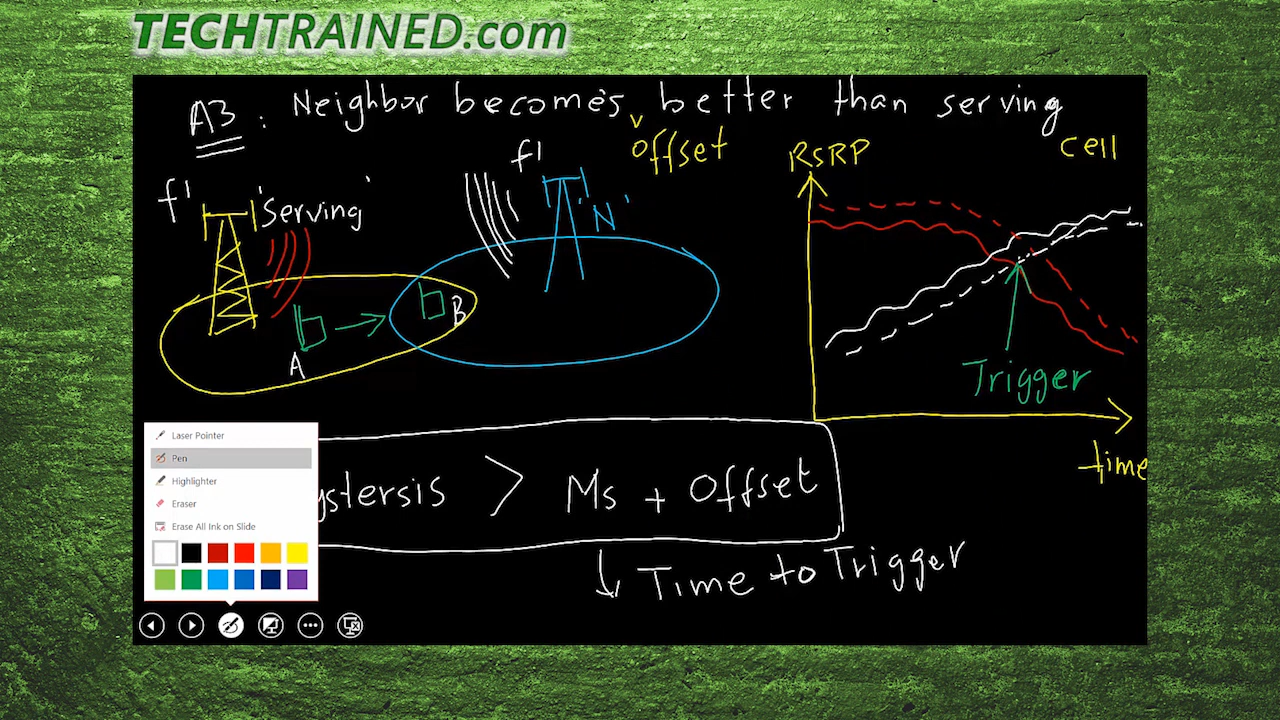 TECHTRAINED.com
A3: Neighbor becomes offset better than serving cell
f1
'Serving'
f1
'N'
A
B
RSRP
Trigger
time
ystersis > Ms + Offset
↓ Time to Trigger
Laser Pointer
Pen
Highlighter
Eraser
Erase All Ink on Slide